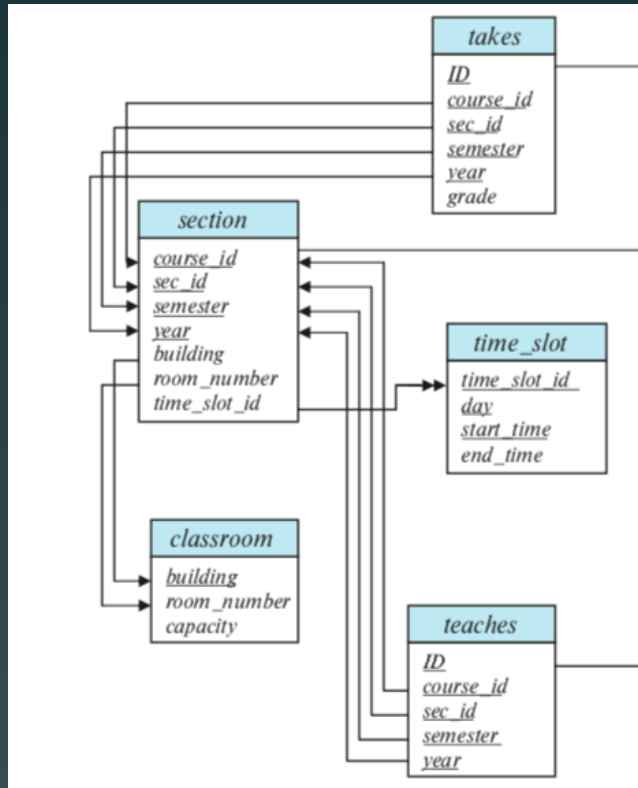 takes
ID
course_id
sec_id
semester
year
grade
section
course_id
sec_id
semester
year
building
room_number
time_slot_id
time_slot
time_slot_id
day
start_time
end_time
classroom
building
room_number
capacity
teaches
ID
course_id
sec_id
semester
year